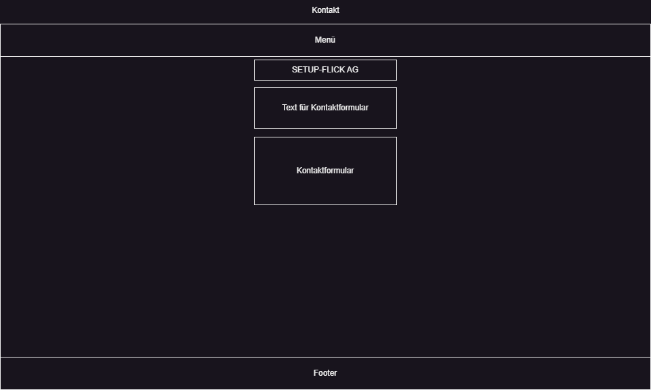 Kontakt
Menü
SETUP-FLICK AG
Text für Kontaktformular
Kontaktformular
Footer